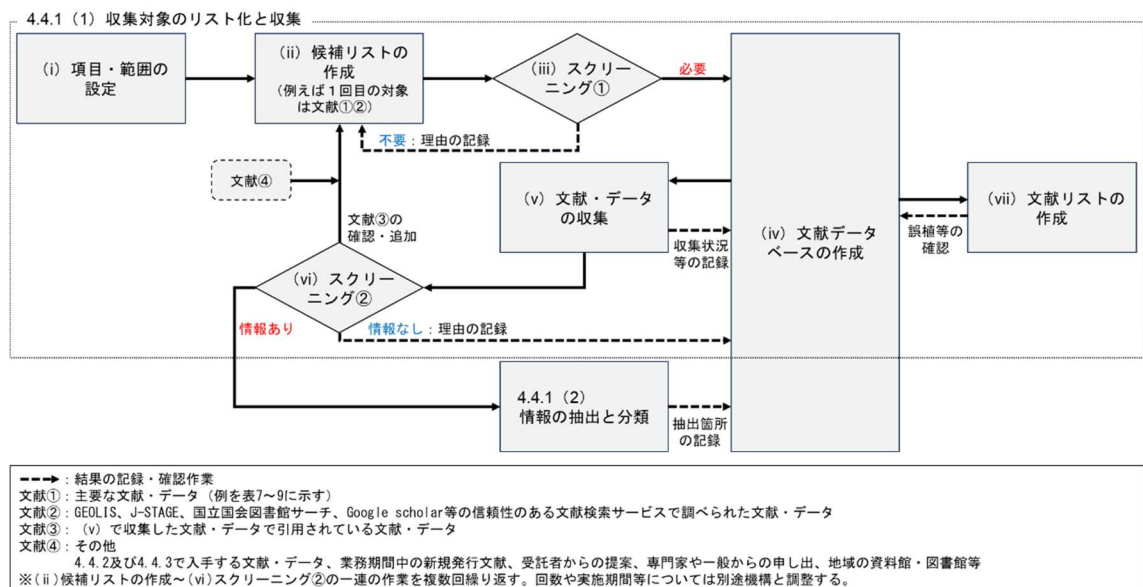 4.4.1（1）収集対象のリスト化と収集
（i）項目・範囲の
設定
（ii）候補リストの
作成
（例えば１回目の対象
は文献①②）
（iii）スクリー
ニング①
必要
不要：理由の記録
文献④
文献③の
確認・追加
（v）文献・データ
の収集
収集状況
等の記録
（iv）文献データ
ベースの作成
（vii）文献リストの
作成
誤植等の
確認
（vi）スクリー
ニング②
情報あり
情報なし：理由の記録
4.4.1（2）
情報の抽出と分類
抽出箇所
の記録
：結果の記録・確認作業
文献①：主要な文献・データ（例を表7～9に示す）
文献②：GEOLIS、J-STAGE、国立国会図書館サーチ、Google scholar等の信頼性のある文献検索サービスで調べられた文献・データ
文献③：（v）で収集した文献・データで引用されている文献・データ
文献④：その他
4.4.2及び4.4.3で入手する文献・データ、業務期間中の新規発行文献、受託者からの提案、専門家や一般からの申し出、地域の資料館・図書館等
※(ii)候補リストの作成～(vi)スクリーニング②の一連の作業を複数回繰り返す。回数や実施期間等については別途機構と調整する。